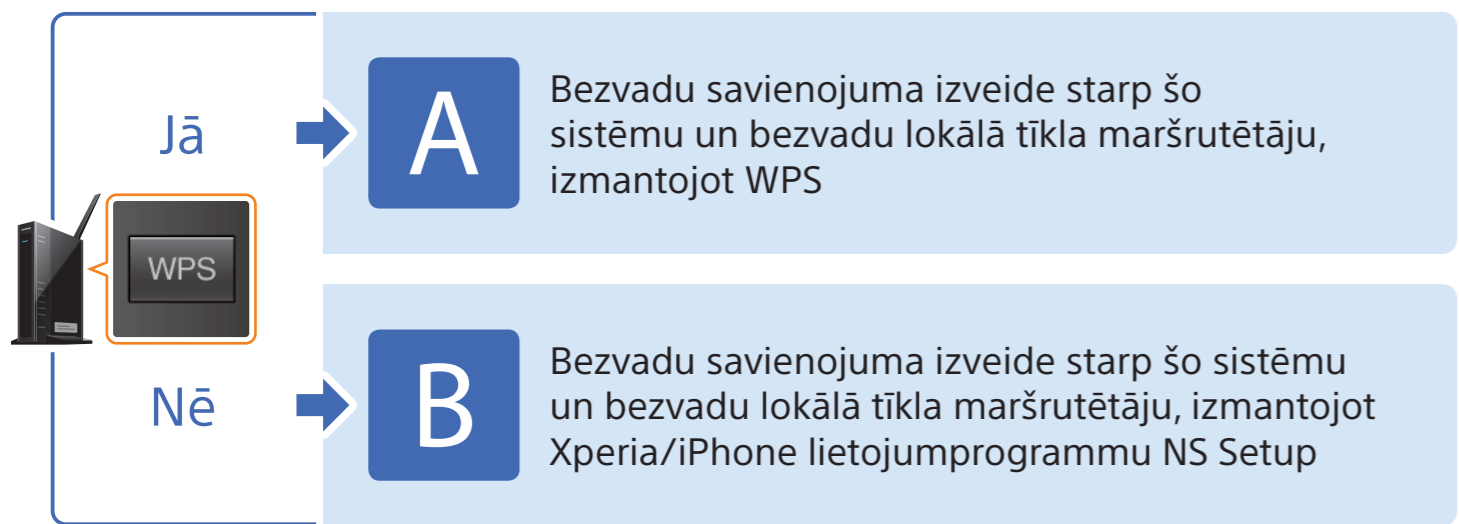 Jā
A
Bezvadu savienojuma izveide starp šo
sistēmu un bezvadu lokālā tīkla maršrutētāju,
izmantojot WPS
WPS
Nē
B
Bezvadu savienojuma izveide starp šo sistēmu
un bezvadu lokālā tīkla maršrutētāju, izmantojot
Xperia/iPhone lietojumprogrammu NS Setup